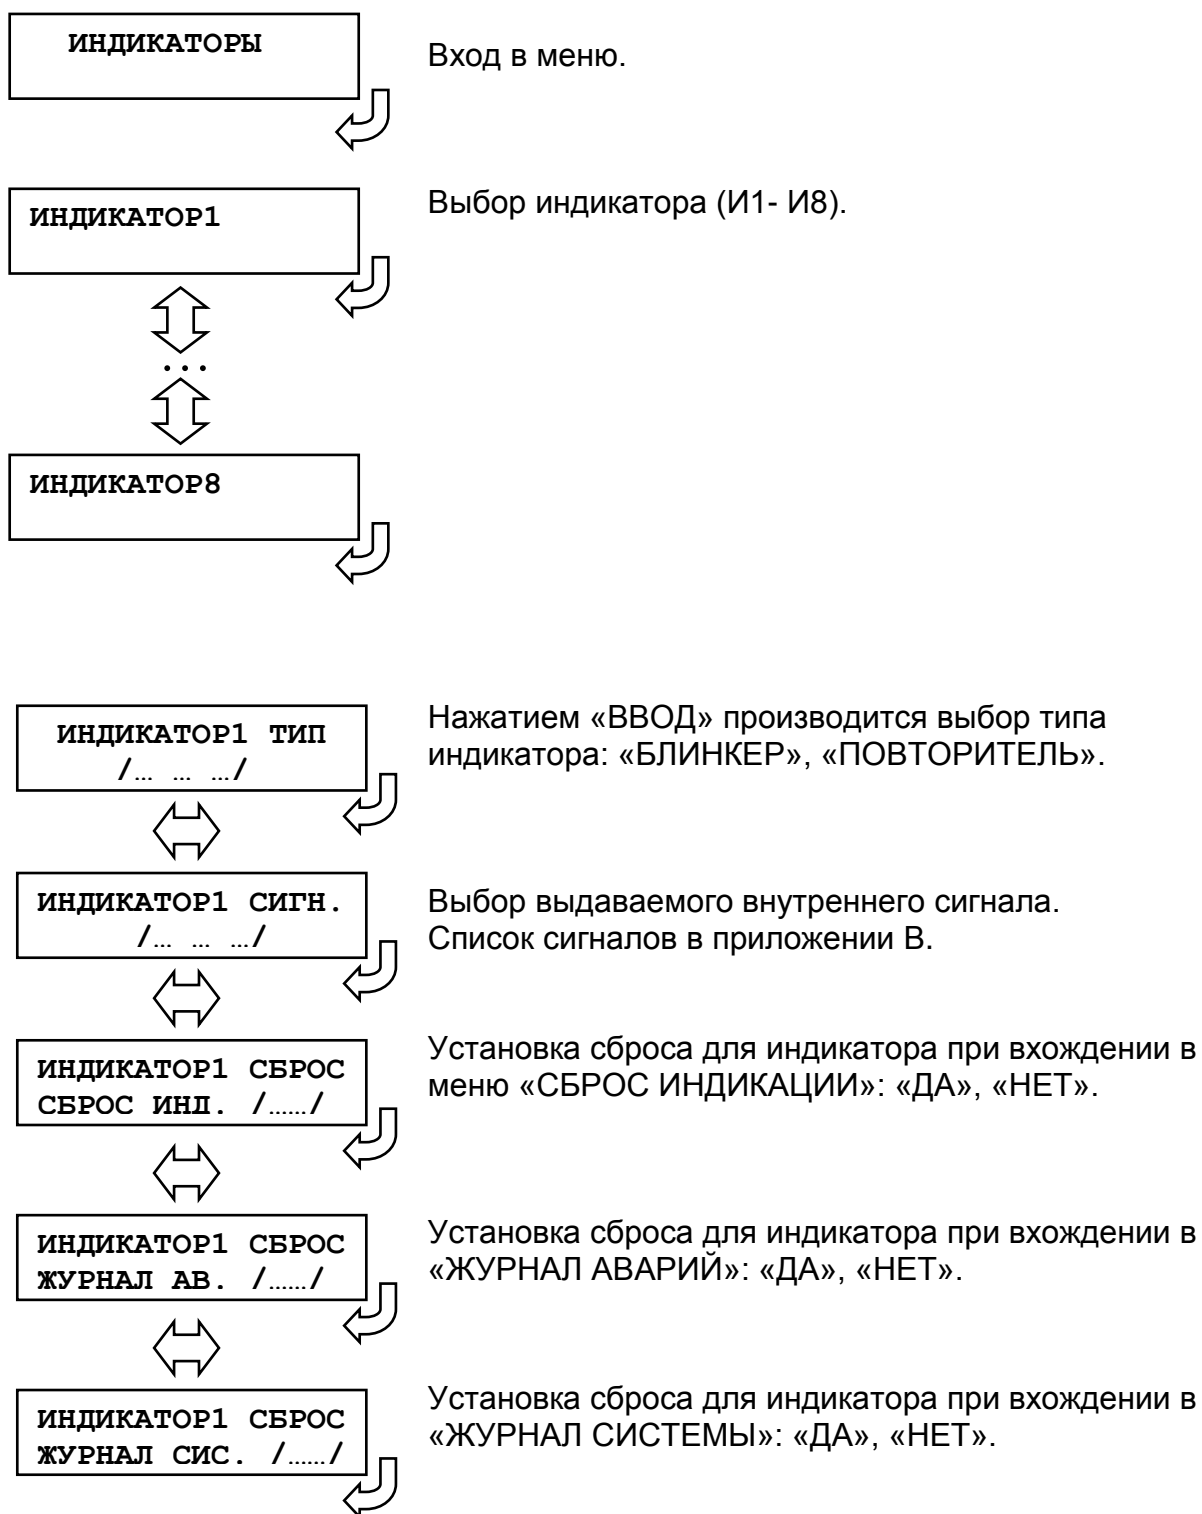 ИНДИКАТОРЫ
Вход в меню.
ИНДИКАТОР1
Выбор индикатора (И1- И8).
...
ИНДИКАТОР8
ИНДИКАТОР1 ТИП
/… … …/
Нажатием «ВВОД» производится выбор типа
индикатора: «БЛИНКЕР», «ПОВТОРИТЕЛЬ».
ИНДИКАТОР1 СИГН.
/… … …/
Выбор выдаваемого внутреннего сигнала.
Список сигналов в приложении В.
ИНДИКАТОР1 СБРОС
СБРОС ИНД. /……/
Установка сброса для индикатора при вхождении в
меню «СБРОС ИНДИКАЦИИ»: «ДА», «НЕТ».
ИНДИКАТОР1 СБРОС
ЖУРНАЛ АВ. /……/
Установка сброса для индикатора при вхождении в
«ЖУРНАЛ АВАРИЙ»: «ДА», «НЕТ».
ИНДИКАТОР1 СБРОС
ЖУРНАЛ СИС. /……/
Установка сброса для индикатора при вхождении в
«ЖУРНАЛ СИСТЕМЫ»: «ДА», «НЕТ».